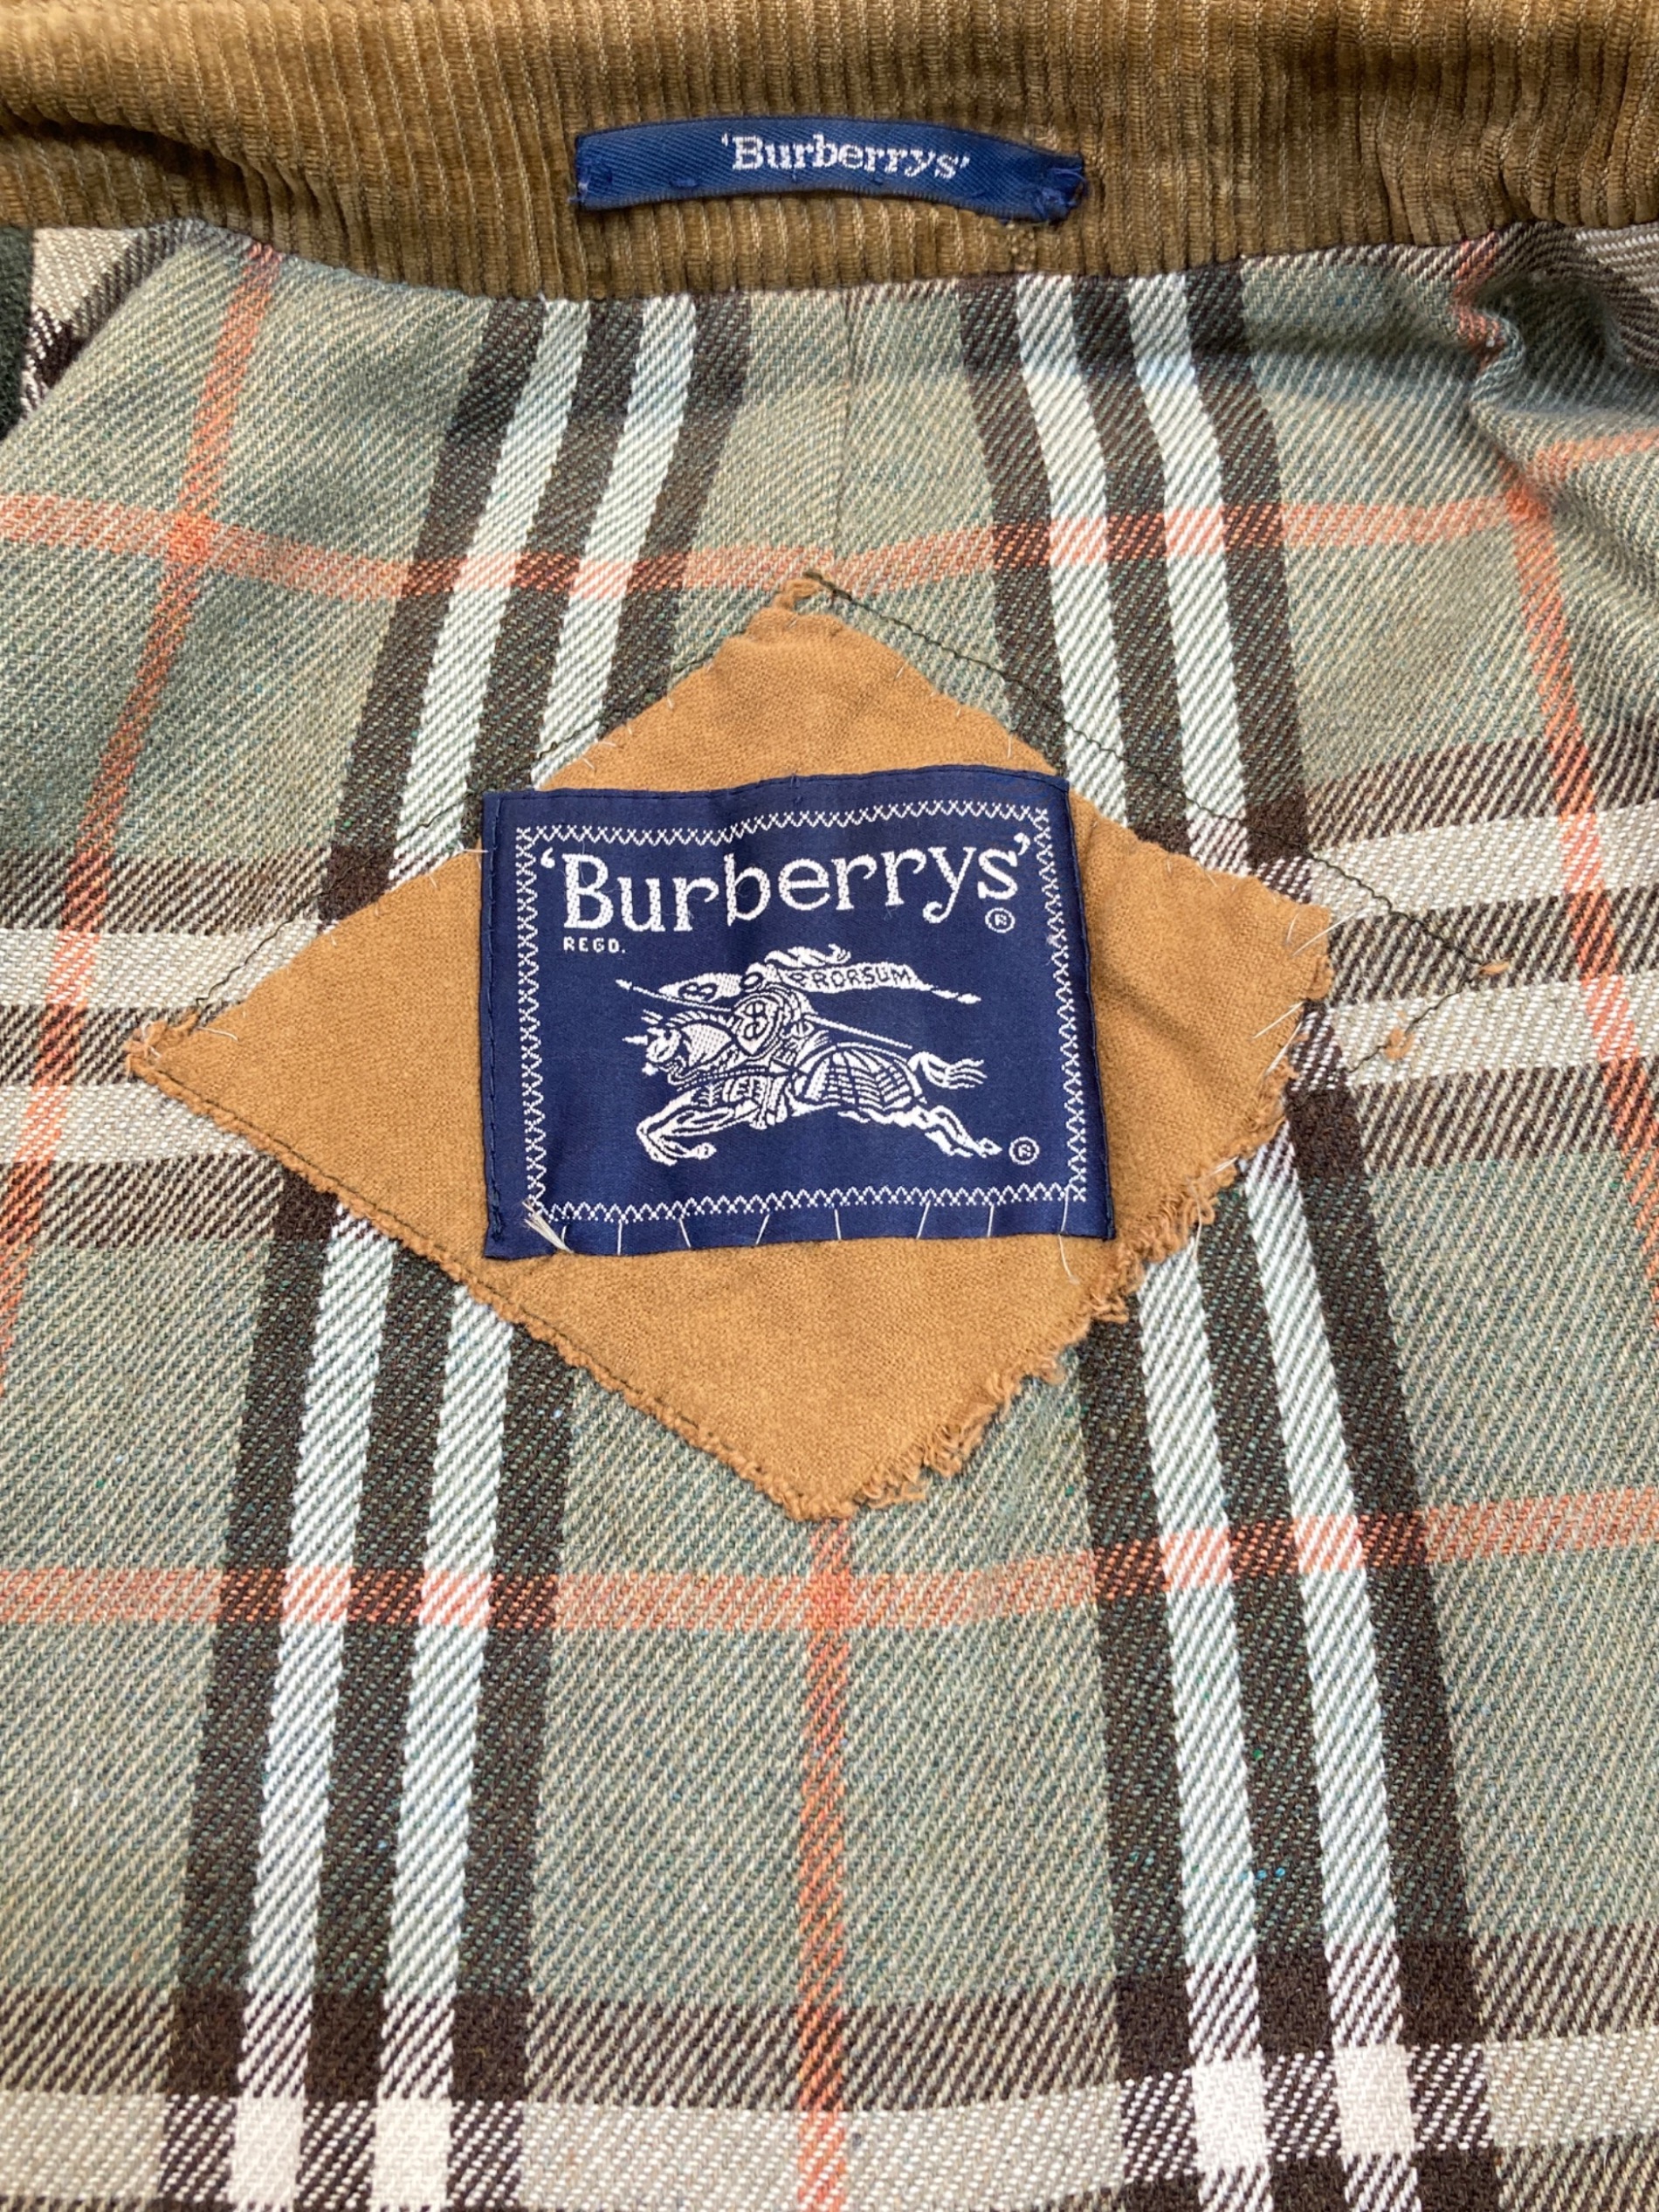 'Burberrys'
'Burberrys'
®
REGD.
PRORSUM
®